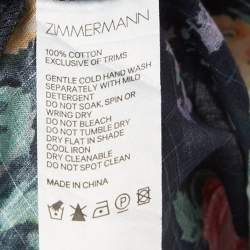 ZIMMERMANN
100% COTTON
EXCLUSIVE OF TRIMS
GENTLE COLD HAND WASH
SEPARATELY WITH MILD
DETERGENT
DO NOT SOAK, SPIN OR
WRING DRY
DO NOT BLEACH
DO NOT TUMBLE DRY
DRY FLAT IN SHADE
COOL IRON
DRY CLEANABLE
DO NOT SPOT CLEAN
MADE IN CHINA